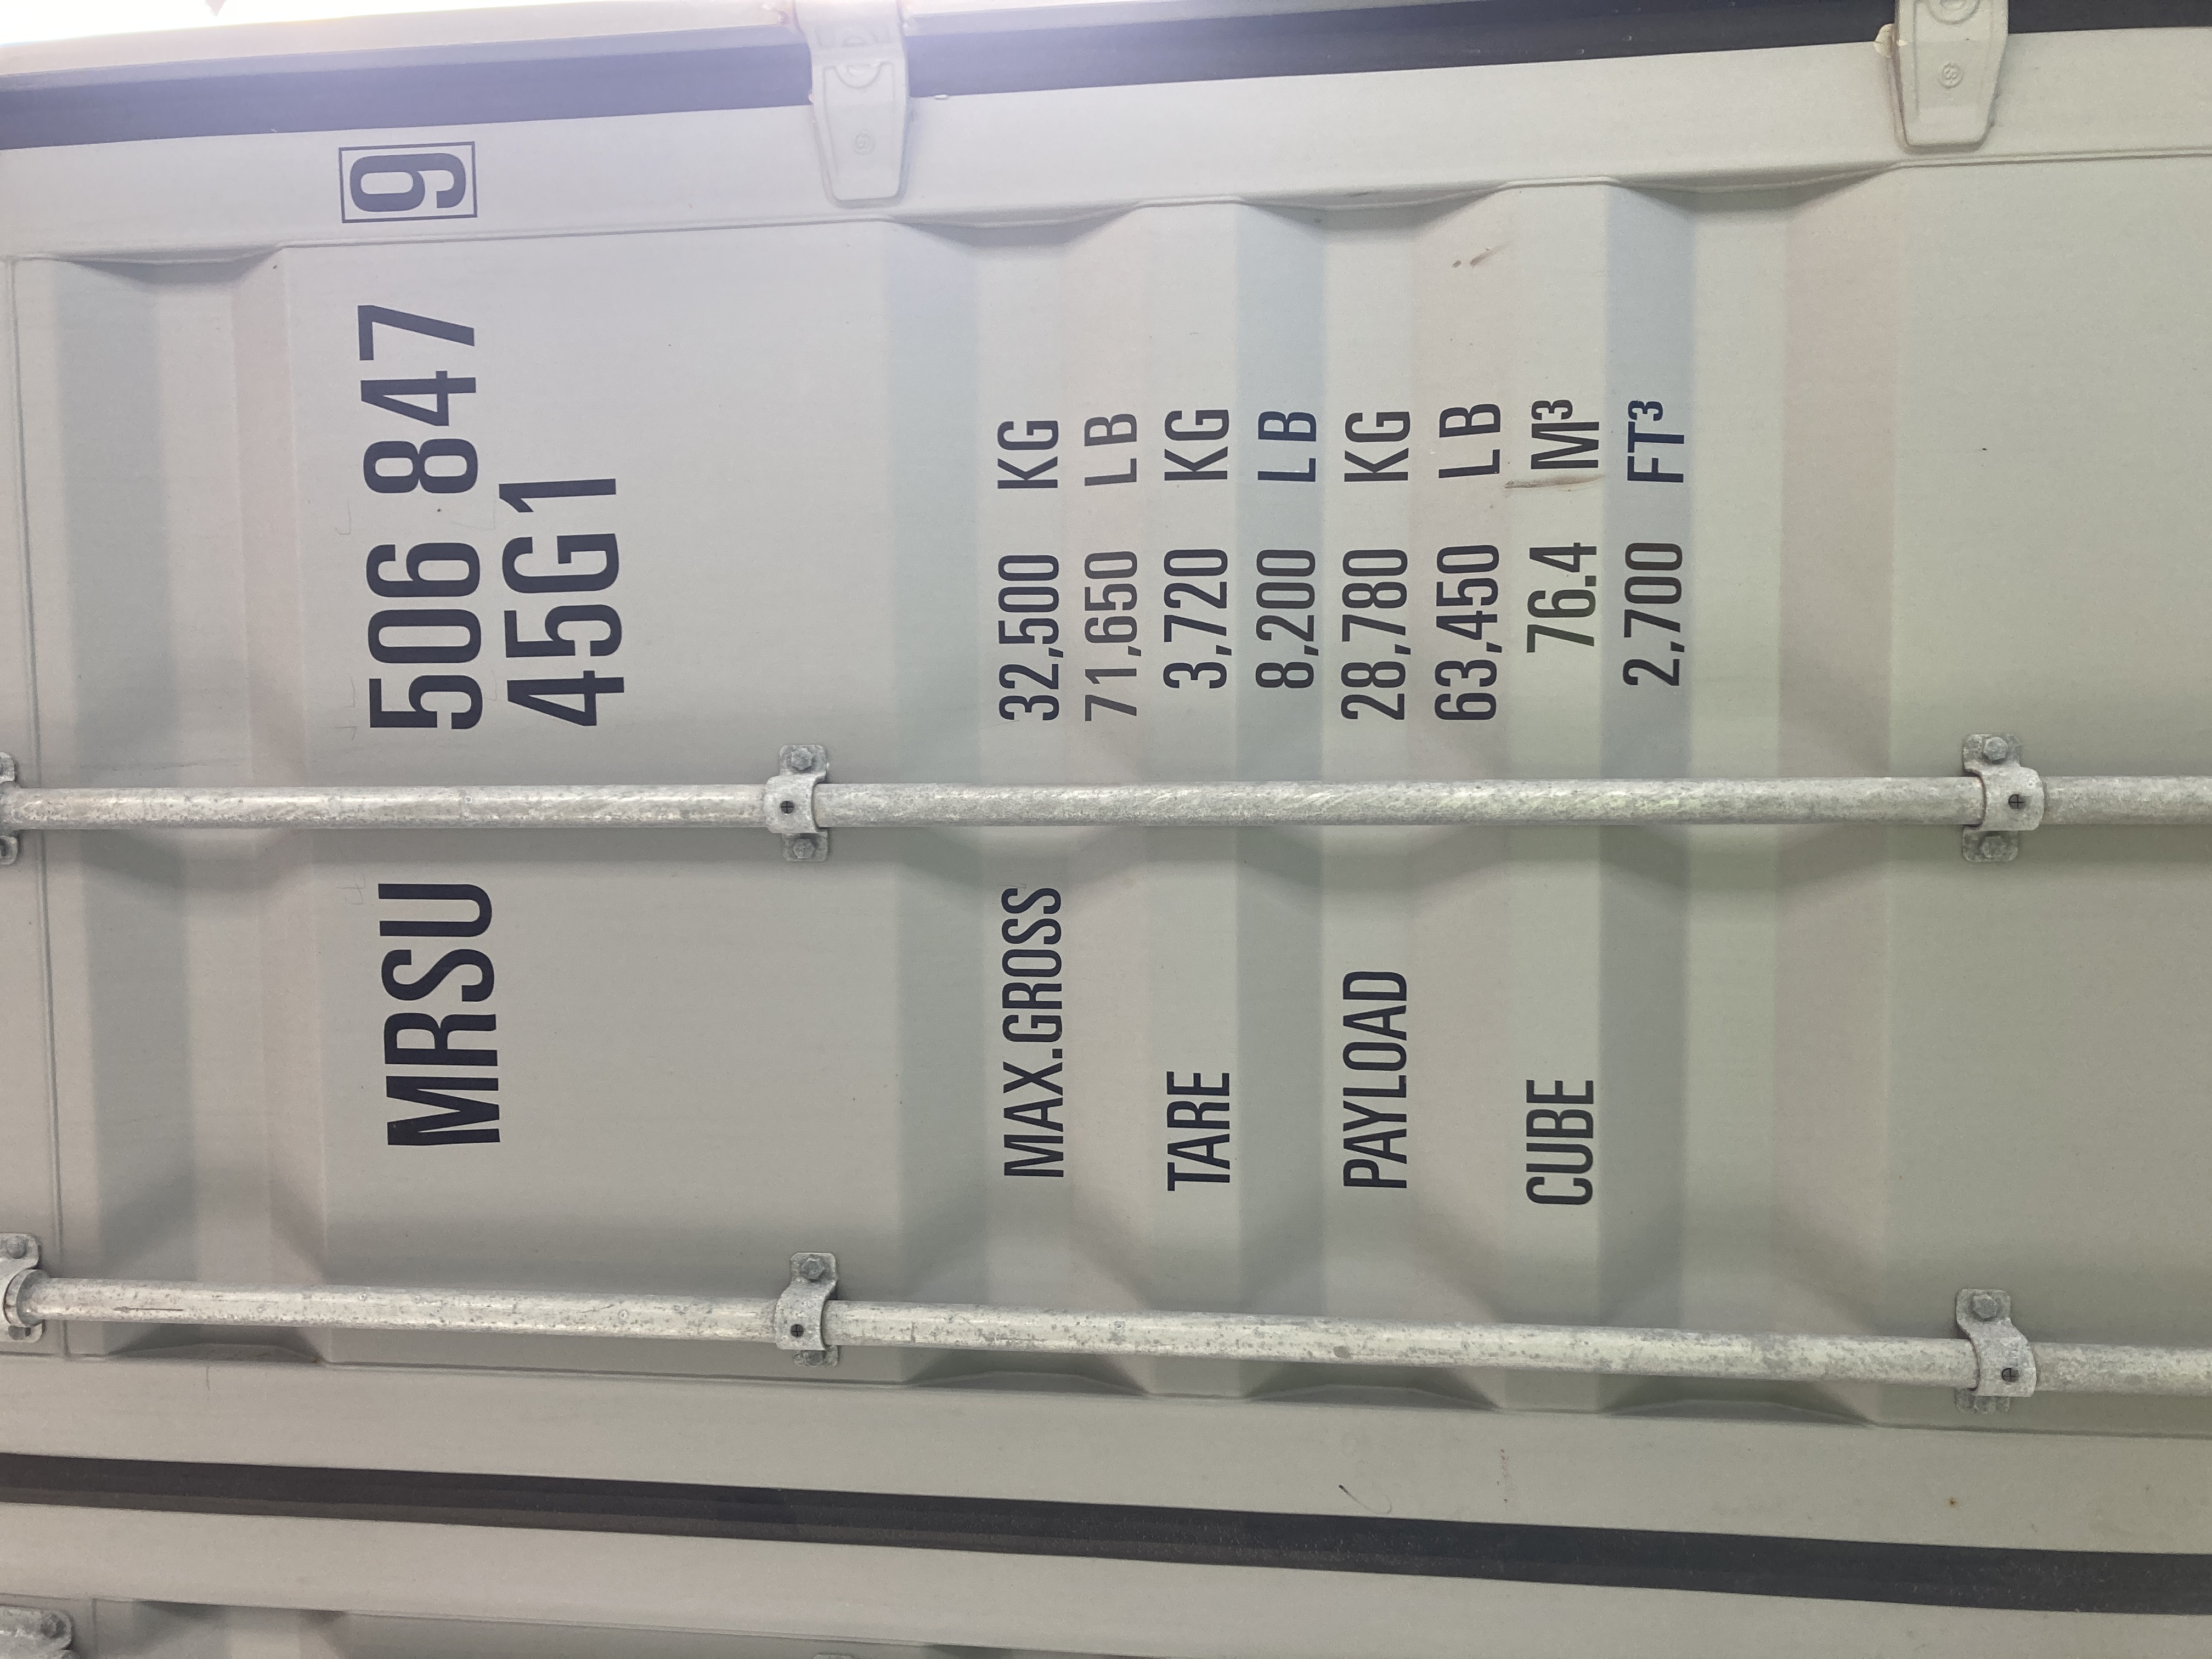 MRSU 506 847 9
45G1
MAX.GROSS 32,500 KG
71,650 LB
TARE 3,720 KG
8,200 LB
PAYLOAD 28,780 KG
63,450 LB
CUBE 76.4 M³
2,700 FT³